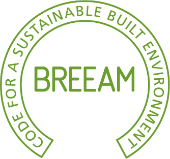 CODE FOR A SUSTAINABLE BUILT ENVIRONMENT
BREEAM